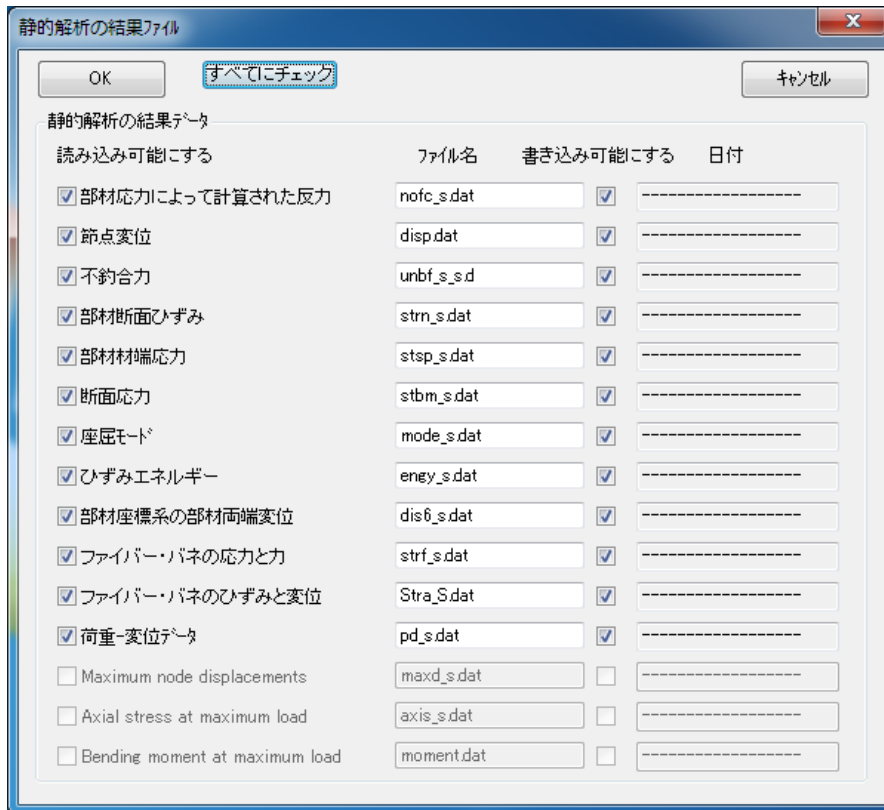 静的解析の結果ファイル
OK すべてにチェック キャンセル
静的解析の結果データ
読み込み可能にする ファイル名 書き込み可能にする 日付
部材応力によって計算された反力 nofc_s.dat ------------------
節点変位 disp.dat ------------------
不釣合力 unbf_s_s.d ------------------
部材断面ひずみ strn_s.dat ------------------
部材材端応力 stsp_s.dat ------------------
断面応力 stbm_s.dat ------------------
座屈モード mode_s.dat ------------------
ひずみエネルギー engy_s.dat ------------------
部材座標系の部材両端変位 dis6_s.dat ------------------
ファイバー・バネの応力と力 strf_s.dat ------------------
ファイバー・バネのひずみと変位 Stra_S.dat ------------------
荷重-変位データ pd_s.dat ------------------
Maximum node displacements maxd_s.dat ------------------
Axial stress at maximum load axis_s.dat ------------------
Bending moment at maximum load moment.dat ------------------